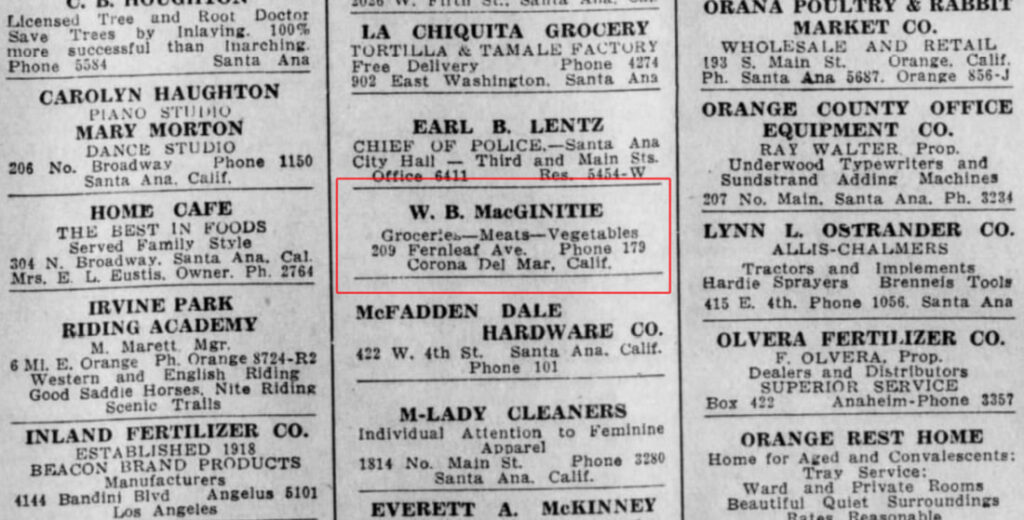 C. B. HOUGHTON
Licensed Tree and Root Doctor
Save Trees by Inlaying. 100%
more successful than Inarching.
Phone 5584 Santa Ana
CAROLYN HAUGHTON
PIANO STUDIO
MARY MORTON
DANCE STUDIO
206 No. Broadway Phone 1150
Santa Ana, Calif.
HOME CAFE
THE BEST IN FOODS
Served Family Style
304 N. Broadway, Santa Ana, Cal.
Mrs. E. L. Eustis, Owner. Ph. 2764
IRVINE PARK
RIDING ACADEMY
M. Marett, Mgr.
6 Mi. E. Orange Ph. Orange 8724-R2
Western and English Riding
Good Saddle Horses, Nite Riding
Scenic Trails
INLAND FERTILIZER CO.
ESTABLISHED 1918
BEACON BRAND PRODUCTS
Manufacturers
4144 Bandini Blvd Angelus 5101
Los Angeles
2026 W. Fifth St., Santa Ana, Cal.
LA CHIQUITA GROCERY
TORTILLA & TAMALE FACTORY
Free Delivery Phone 4274
902 East Washington, Santa Ana
EARL B. LENTZ
CHIEF OF POLICE,—Santa Ana
City Hall — Third and Main Sts.
Office 6411 Res. 5454-W
W. B. MacGINITIE
Groceries—Meats—Vegetables
209 Fernleaf Ave. Phone 179
Corona Del Mar, Calif.
McFADDEN DALE
HARDWARE CO.
422 W. 4th St. Santa Ana, Calif.
Phone 101
M-LADY CLEANERS
Individual Attention to Feminine
Apparel
1814 No. Main St. Phone 3280
Santa Ana, Calif.
EVERETT A. McKINNEY
ORANA POULTRY & RABBIT
MARKET CO.
WHOLESALE AND RETAIL
193 S. Main St. Orange, Calif.
Ph. Santa Ana 5687, Orange 856-J
ORANGE COUNTY OFFICE
EQUIPMENT CO.
RAY WALTER, Prop.
Underwood Typewriters and
Sundstrand Adding Machines
207 No. Main, Santa Ana, Ph. 3234
LYNN L. OSTRANDER CO.
ALLIS-CHALMERS
Tractors and Implements
Hardie Sprayers Brenneis Tools
415 E. 4th. Phone 1056, Santa Ana
OLVERA FERTILIZER CO.
F. OLVERA, Prop.
Dealers and Distributors
SUPERIOR SERVICE
Box 422 Anaheim-Phone 3357
ORANGE REST HOME
Home for Aged and Convalescents:
Tray Service:
Ward and Private Rooms
Beautiful Quiet Surroundings
Rates Reasonable